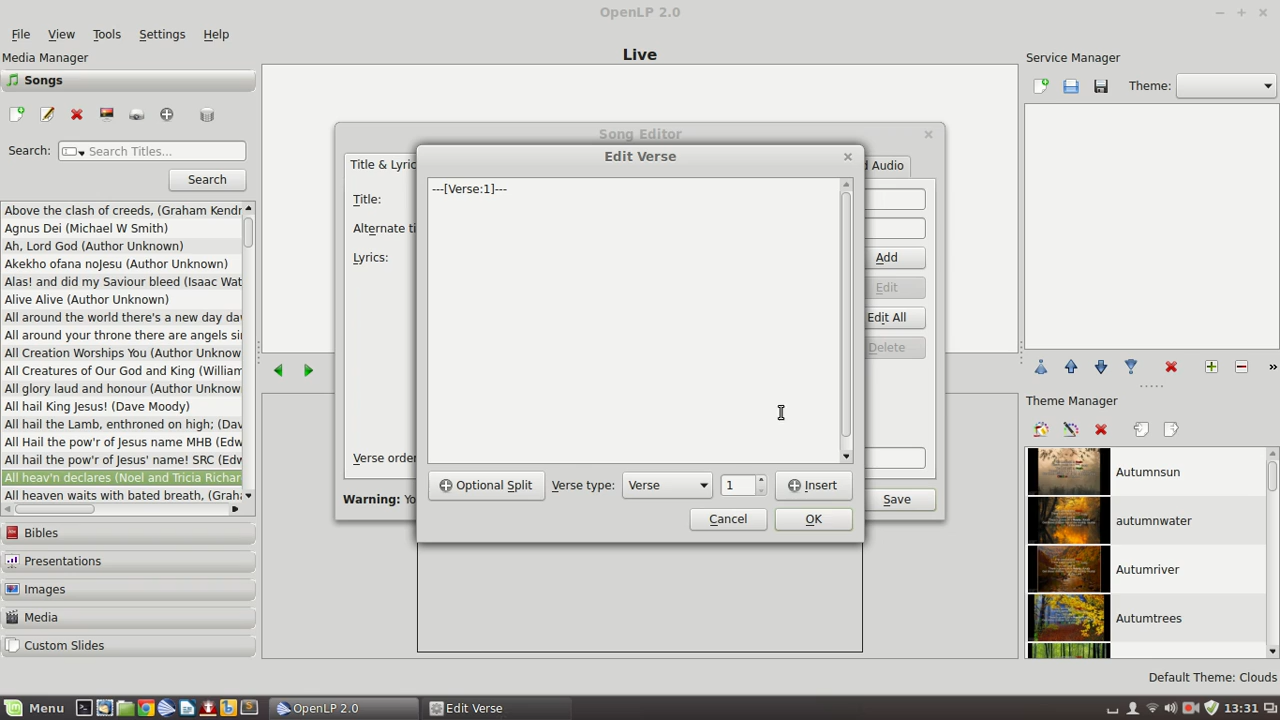 OpenLP 2.0
File View Tools Settings Help
Media Manager
Live
Service Manager
Songs
Theme:
Search: Search Titles...
Search
Above the clash of creeds, (Graham Kendr
Agnus Dei (Michael W Smith)
Ah, Lord God (Author Unknown)
Akekho ofana noJesu (Author Unknown)
Alas! and did my Saviour bleed (Isaac Wat
Alive Alive (Author Unknown)
All around the world there's a new day da
All around your throne there are angels si
All Creation Worships You (Author Unknow
All Creatures of Our God and King (William
All glory laud and honour (Author Unknow
All hail King Jesus! (Dave Moody)
All hail the Lamb, enthroned on high; (Dav
All Hail the pow'r of Jesus name MHB (Edw
All hail the pow'r of Jesus' name! SRC (Edw
All heav'n declares (Noel and Tricia Richar
All heaven waits with bated breath, (Graha
Bibles
Presentations
Images
Media
Custom Slides
Song Editor
Title & Lyric
d Audio
Title:
Alternate ti
Lyrics:
Add
Edit
Edit All
Delete
Verse order
Warning: Yo
Save
Edit Verse
---[Verse:1]---
Optional Split Verse type: Verse 1 Insert
Cancel OK
»
Theme Manager
Autumnsun
autumnwater
Autumriver
Autumtrees
Default Theme: Clouds
Menu OpenLP 2.0 Edit Verse 13:31